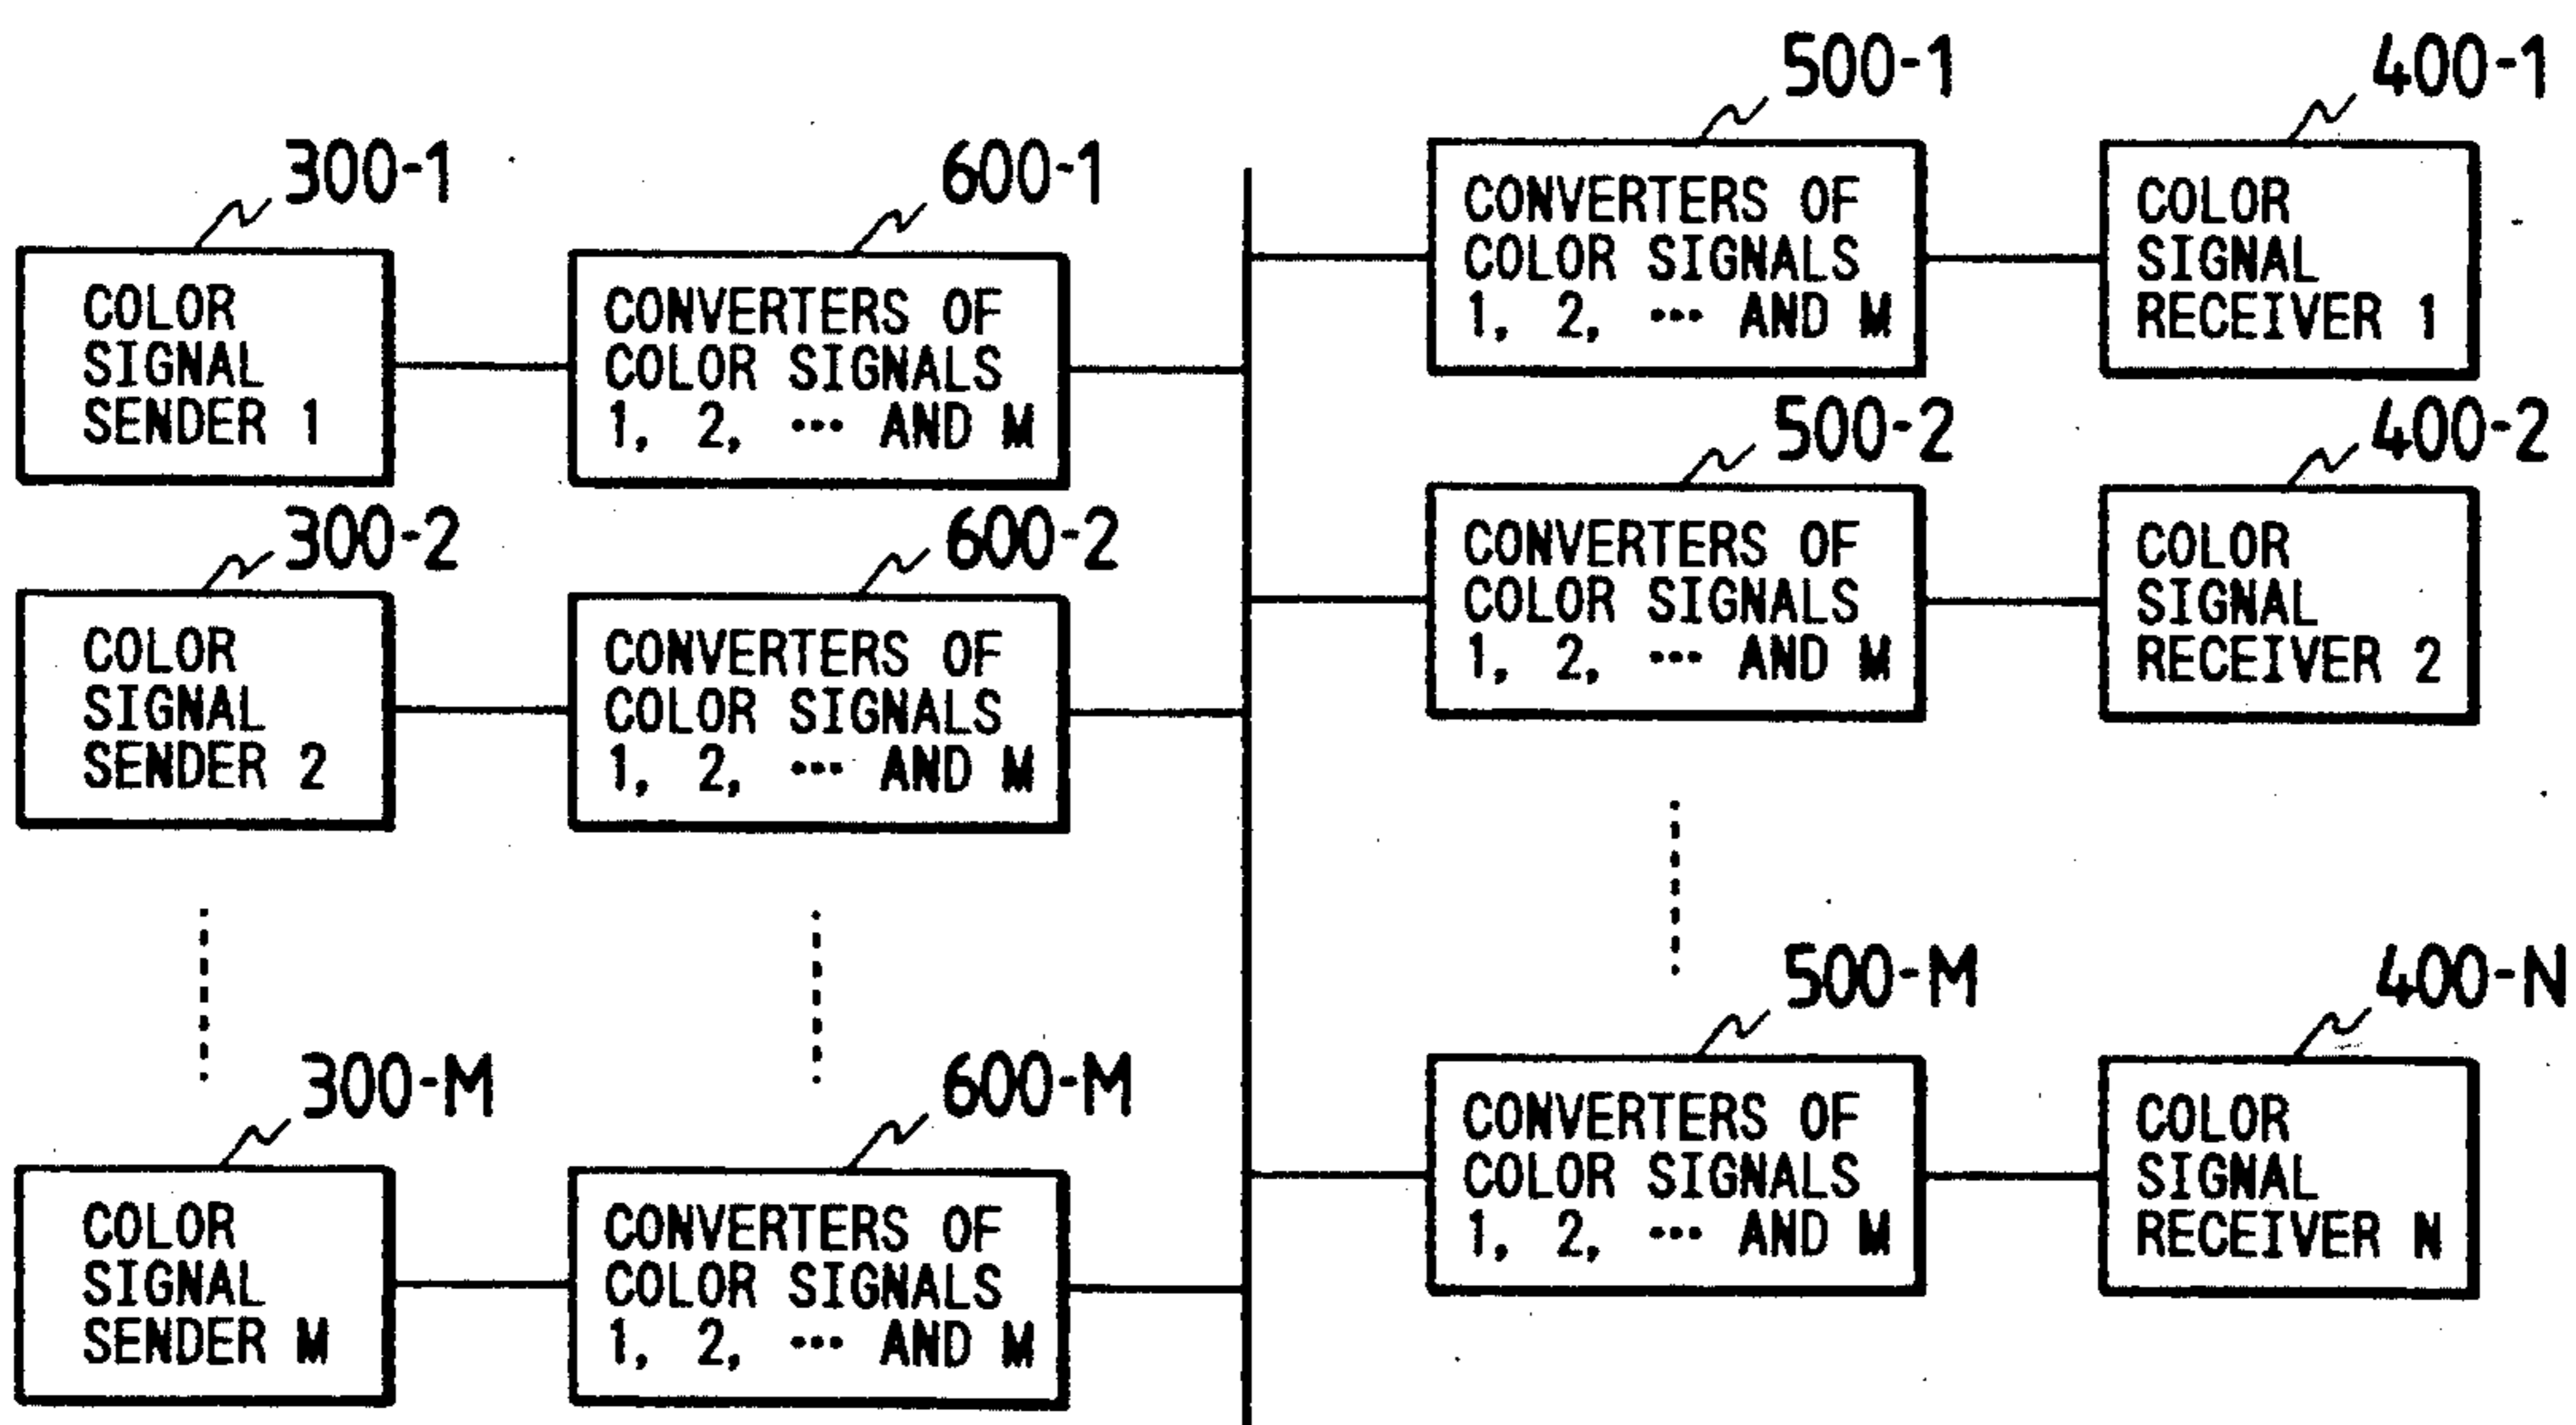 500-1
400-1
300-1
600-1
CONVERTERS OF
COLOR SIGNALS
1, 2, ··· AND M
COLOR
SIGNAL
RECEIVER 1
COLOR
SIGNAL
SENDER 1
CONVERTERS OF
COLOR SIGNALS
1, 2, ··· AND M
500-2
400-2
300-2
600-2
CONVERTERS OF
COLOR SIGNALS
1, 2, ··· AND M
COLOR
SIGNAL
RECEIVER 2
COLOR
SIGNAL
SENDER 2
CONVERTERS OF
COLOR SIGNALS
1, 2, ··· AND M
500-M
400-N
300-M
600-M
CONVERTERS OF
COLOR SIGNALS
1, 2, ··· AND M
COLOR
SIGNAL
RECEIVER N
COLOR
SIGNAL
SENDER M
CONVERTERS OF
COLOR SIGNALS
1, 2, ··· AND M